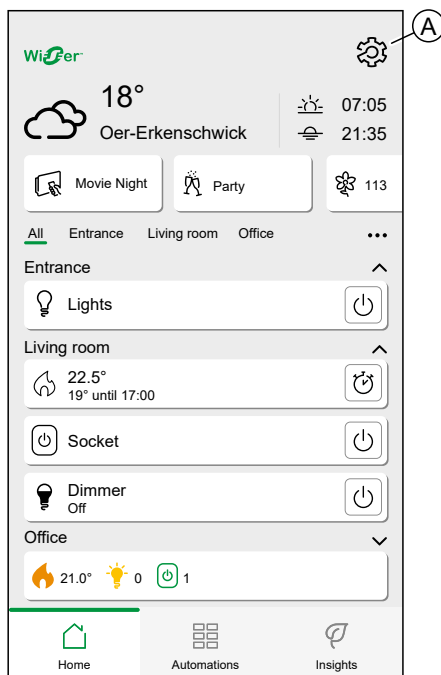 A
Wiser
18°
Oer-Erkenschwick
07:05
21:35
Movie Night
Party
113
All Entrance Living room Office
Entrance
Lights
Living room
22.5°
19° until 17:00
Socket
Dimmer
Off
Office
21.0° 0 1
Home Automations Insights